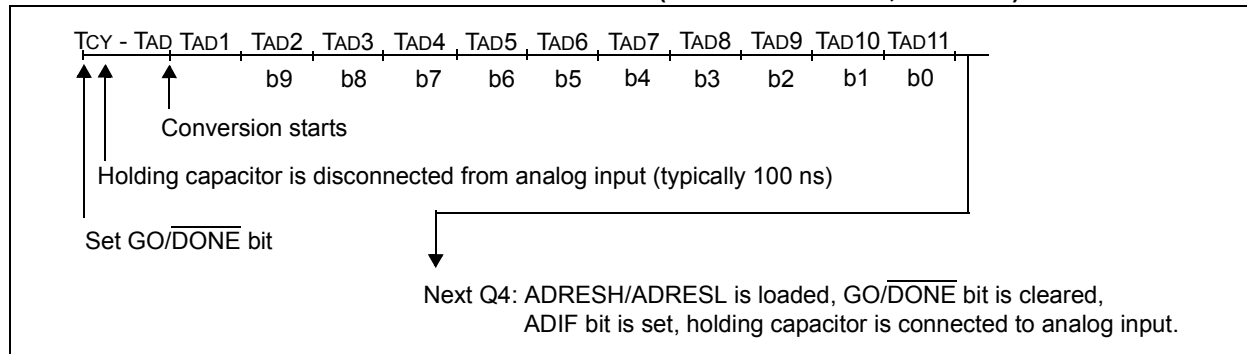 TCY - TAD TAD1 TAD2 TAD3 TAD4 TAD5 TAD6 TAD7 TAD8 TAD9 TAD10 TAD11
b9 b8 b7 b6 b5 b4 b3 b2 b1 b0
Conversion starts
Holding capacitor is disconnected from analog input (typically 100 ns)
Set GO/DONE bit
Next Q4: ADRESH/ADRESL is loaded, GO/DONE bit is cleared,
ADIF bit is set, holding capacitor is connected to analog input.